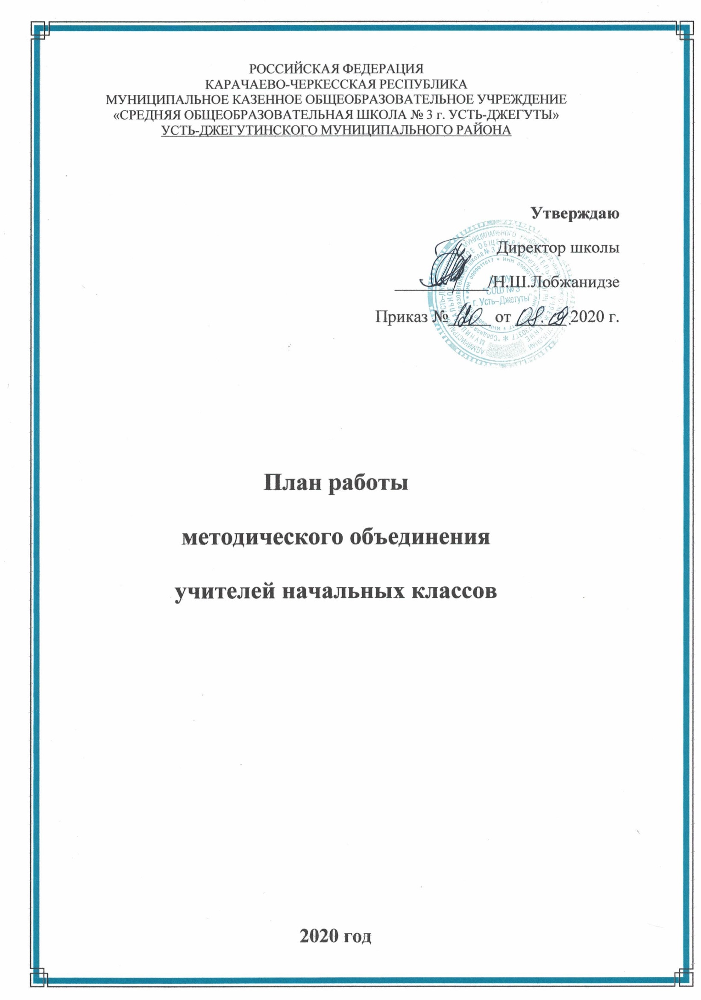 РОССИЙСКАЯ ФЕДЕРАЦИЯ
КАРАЧАЕВО-ЧЕРКЕССКАЯ РЕСПУБЛИКА
МУНИЦИПАЛЬНОЕ КАЗЕННОЕ ОБЩЕОБРАЗОВАТЕЛЬНОЕ УЧРЕЖДЕНИЕ
«СРЕДНЯЯ ОБЩЕОБРАЗОВАТЕЛЬНАЯ ШКОЛА № 3 г. УСТЬ-ДЖЕГУТЫ»
УСТЬ-ДЖЕГУТИНСКОГО МУНИЦИПАЛЬНОГО РАЙОНА
Утверждаю
Директор школы
/Н.Ш.Лобжанидзе
"СОШ № 3
г. Усть-Джегуты"
Приказ № 120 от 08.09.2020 г.
План работы
методического объединения
учителей начальных классов
2020 год